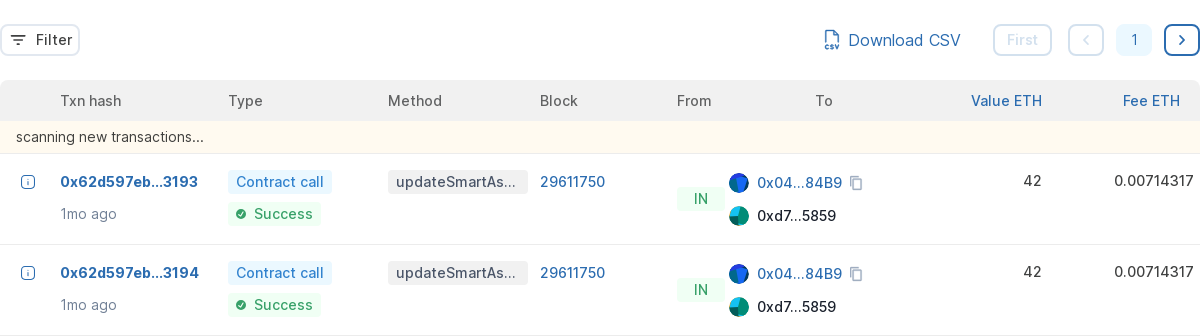 Filter
CSV
Download CSV
First
1
Txn hash Type Method Block From To Value ETH Fee ETH
scanning new transactions...
0x62d597eb...3193 Contract call updateSmartAs... 29611750 IN 0x04...84B9 42 0.00714317
1mo ago Success 0xd7...5859
0x62d597eb...3194 Contract call updateSmartAs... 29611750 IN 0x04...84B9 42 0.00714317
1mo ago Success 0xd7...5859